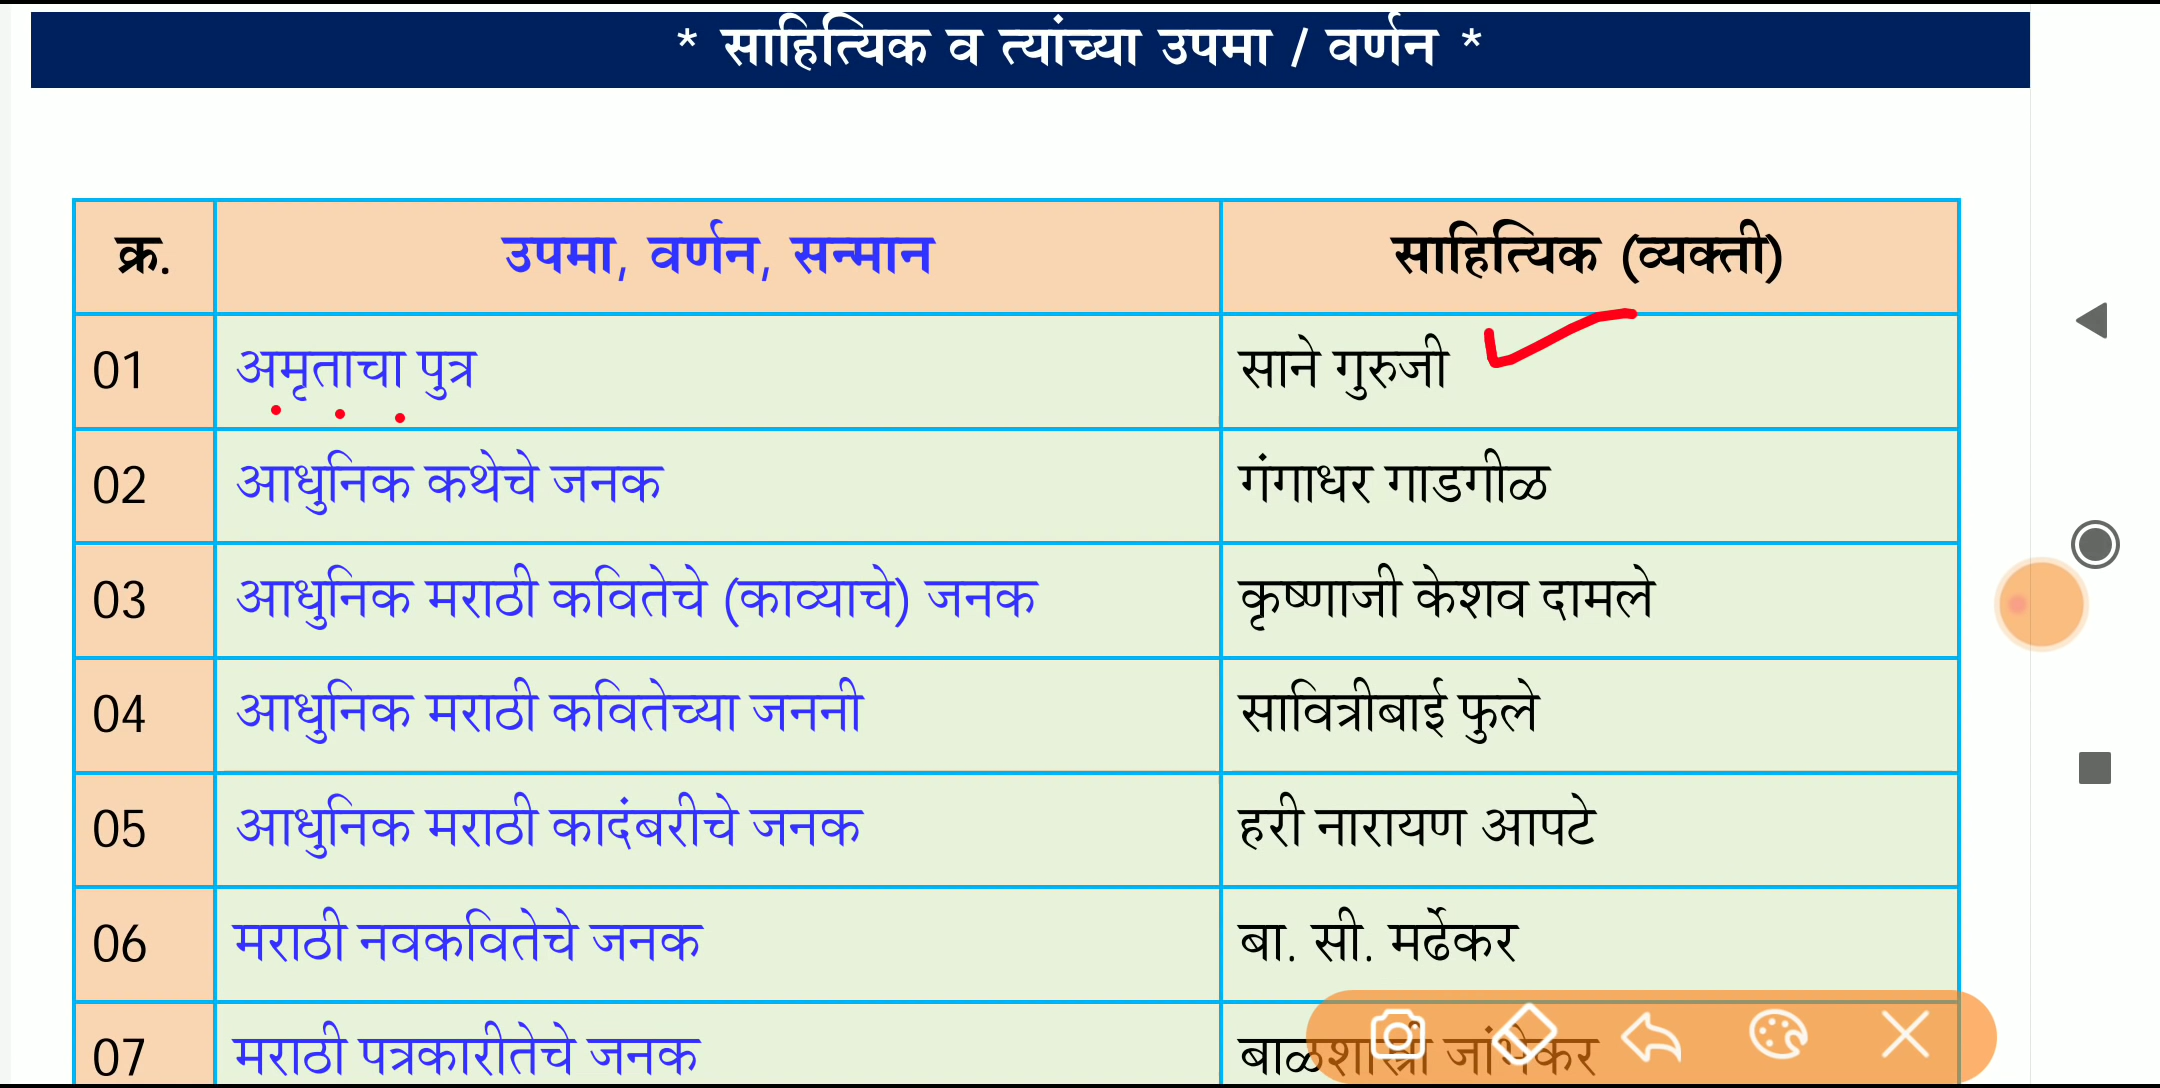 * साहित्यिक व त्यांच्या उपमा / वर्णन *
क्र. उपमा, वर्णन, सन्मान साहित्यिक (व्यक्ती)
01 अमृताचा पुत्र साने गुरुजी
02 आधुनिक कथेचे जनक गंगाधर गाडगीळ
03 आधुनिक मराठी कवितेचे (काव्याचे) जनक कृष्णाजी केशव दामले
04 आधुनिक मराठी कवितेच्या जननी सावित्रीबाई फुले
05 आधुनिक मराठी कादंबरीचे जनक हरी नारायण आपटे
06 मराठी नवकवितेचे जनक बा. सी. मर्ढेकर
07 मराठी पत्रकारीतेचे जनक बाळशास्त्री जांभेकर